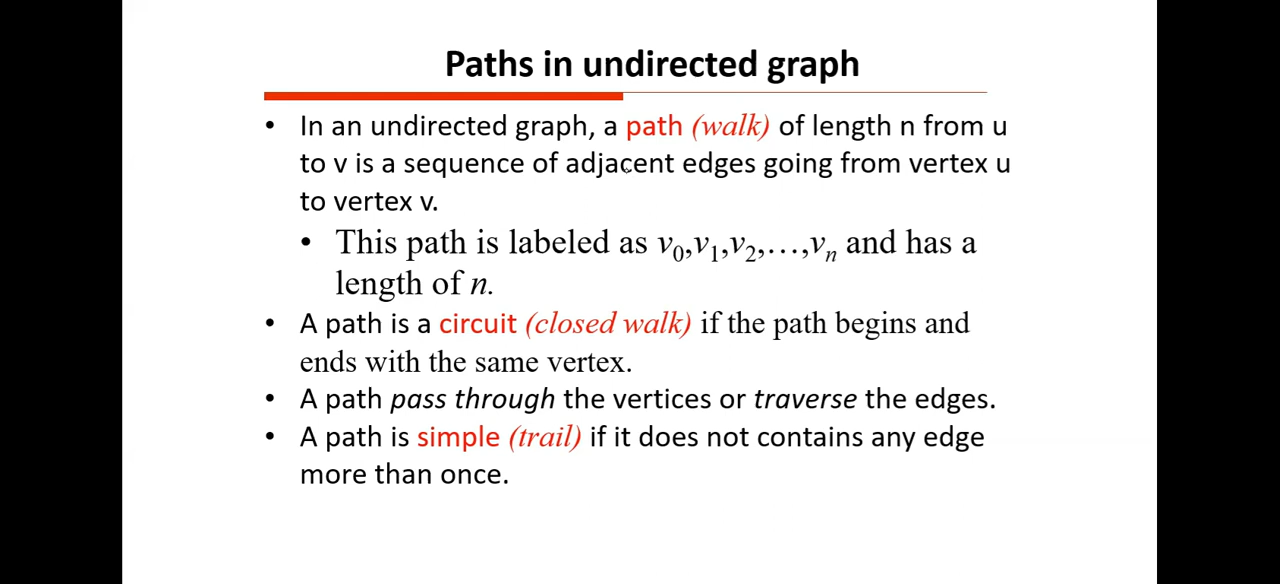 Paths in undirected graph
• In an undirected graph, a path (walk) of length n from u
to v is a sequence of adjacent edges going from vertex u
to vertex v.
• This path is labeled as v₀,v₁,v₂,…,vₙ and has a
length of n.
• A path is a circuit (closed walk) if the path begins and
ends with the same vertex.
• A path pass through the vertices or traverse the edges.
• A path is simple (trail) if it does not contains any edge
more than once.